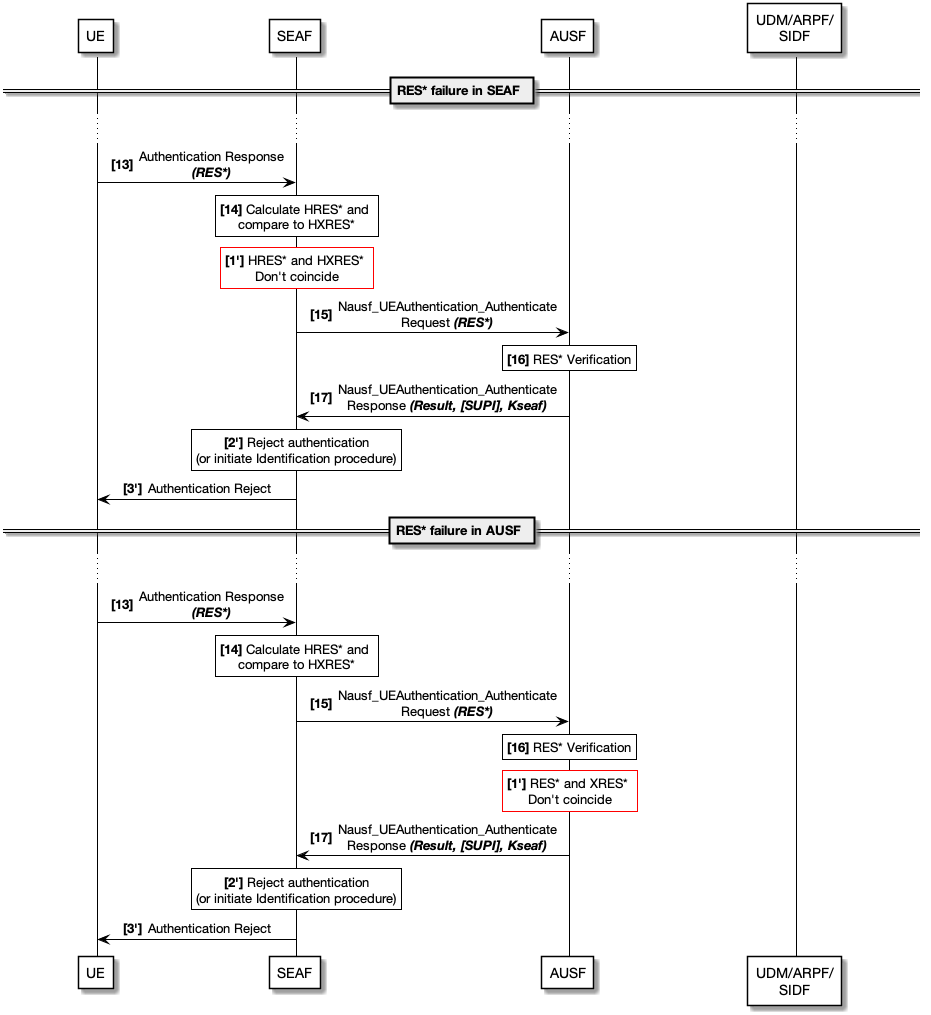 UE
SEAF
AUSF
UDM/ARPF/
SIDF
RES* failure in SEAF
[13] Authentication Response
(RES*)
[14] Calculate HRES* and
compare to HXRES*
[1'] HRES* and HXRES*
Don't coincide
[15] Nausf_UEAuthentication_Authenticate
Request (RES*)
[16] RES* Verification
[17] Nausf_UEAuthentication_Authenticate
Response (Result, [SUPI], Kseaf)
[2'] Reject authentication
(or initiate Identification procedure)
[3'] Authentication Reject
RES* failure in AUSF
[13] Authentication Response
(RES*)
[14] Calculate HRES* and
compare to HXRES*
[15] Nausf_UEAuthentication_Authenticate
Request (RES*)
[16] RES* Verification
[1'] RES* and XRES*
Don't coincide
[17] Nausf_UEAuthentication_Authenticate
Response (Result, [SUPI], Kseaf)
[2'] Reject authentication
(or initiate Identification procedure)
[3'] Authentication Reject
UE
SEAF
AUSF
UDM/ARPF/
SIDF